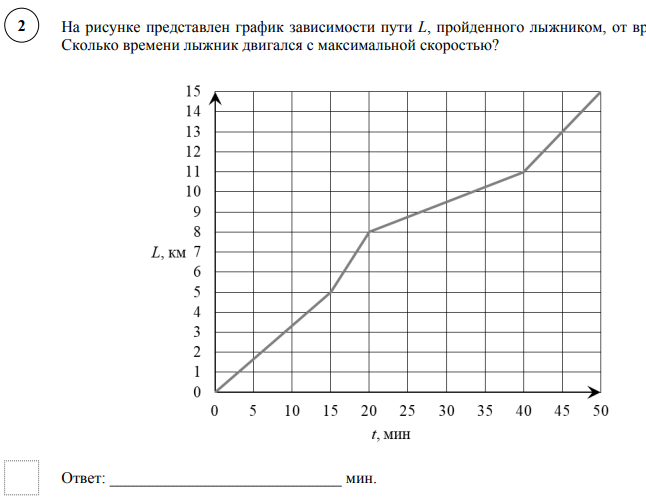 2
На рисунке представлен график зависимости пути L, пройденного лыжником, от
Сколько времени лыжник двигался с максимальной скоростью?
15
14
13
12
11
10
9
8
L, км 7
6
5
4
3
2
1
0
0 5 10 15 20 25 30 35 40 45 50
t, мин
Ответ: ____________________________ мин.